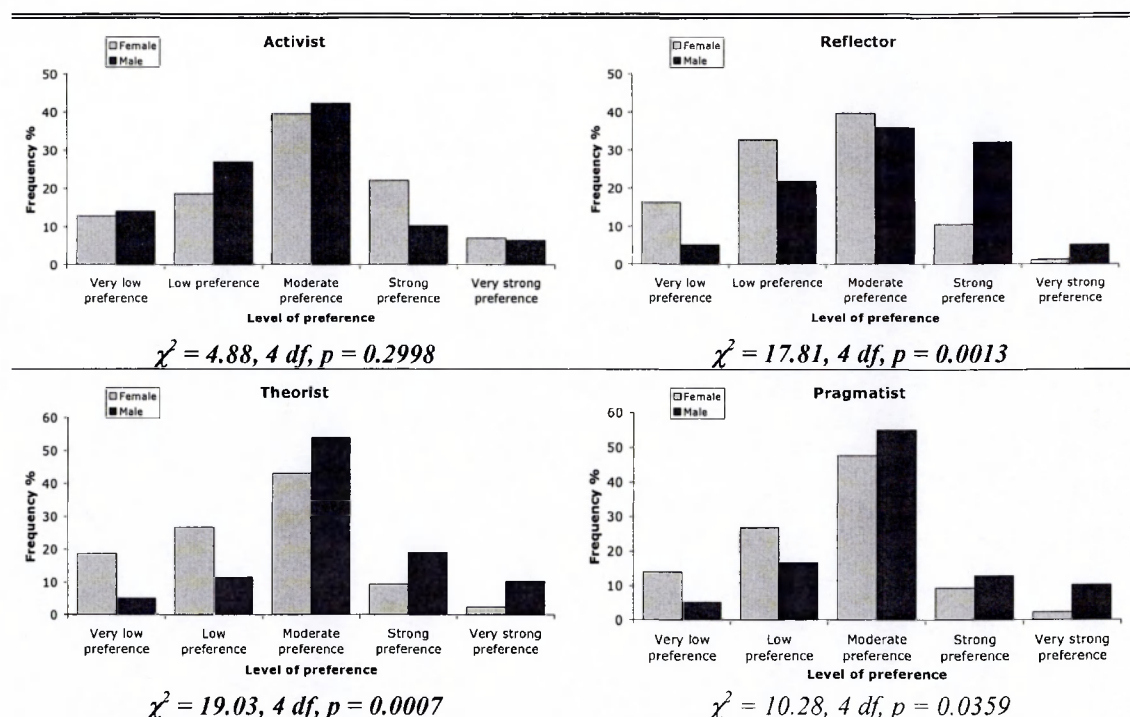 Activist
Female
Male
Frequency %
50
40
30
20
10
0
Very low preference
Low preference
Moderate preference
Strong preference
Very strong preference
Level of preference
χ² = 4.88, 4 df, p = 0.2998
Reflector
Female
Male
Frequency %
50
40
30
20
10
0
Very low preference
Low preference
Moderate preference
Strong preference
Very strong preference
Level of preference
χ² = 17.81, 4 df, p = 0.0013
Theorist
Female
Male
Frequency %
60
50
40
30
20
10
0
Very low preference
Low preference
Moderate preference
Strong preference
Very strong preference
Level of preference
χ² = 19.03, 4 df, p = 0.0007
Pragmatist
Female
Male
Frequency %
60
50
40
30
20
10
0
Very low preference
Low preference
Moderate preference
Strong preference
Very strong preference
Level of preference
χ² = 10.28, 4 df, p = 0.0359